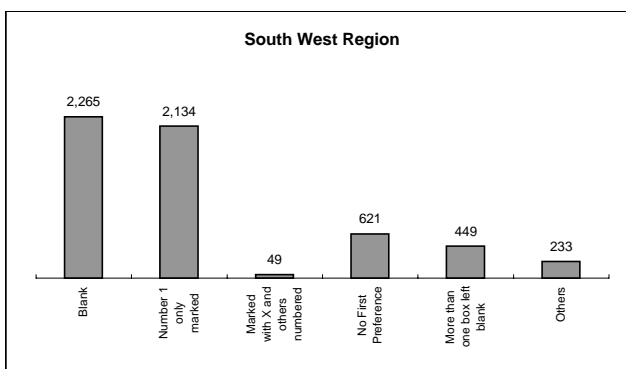 South West Region
2,265
2,134
49
621
449
233
Blank
Number 1
only
marked
Marked
with X and
others
numbered
No First
Preference
More than
one box left
blank
Others